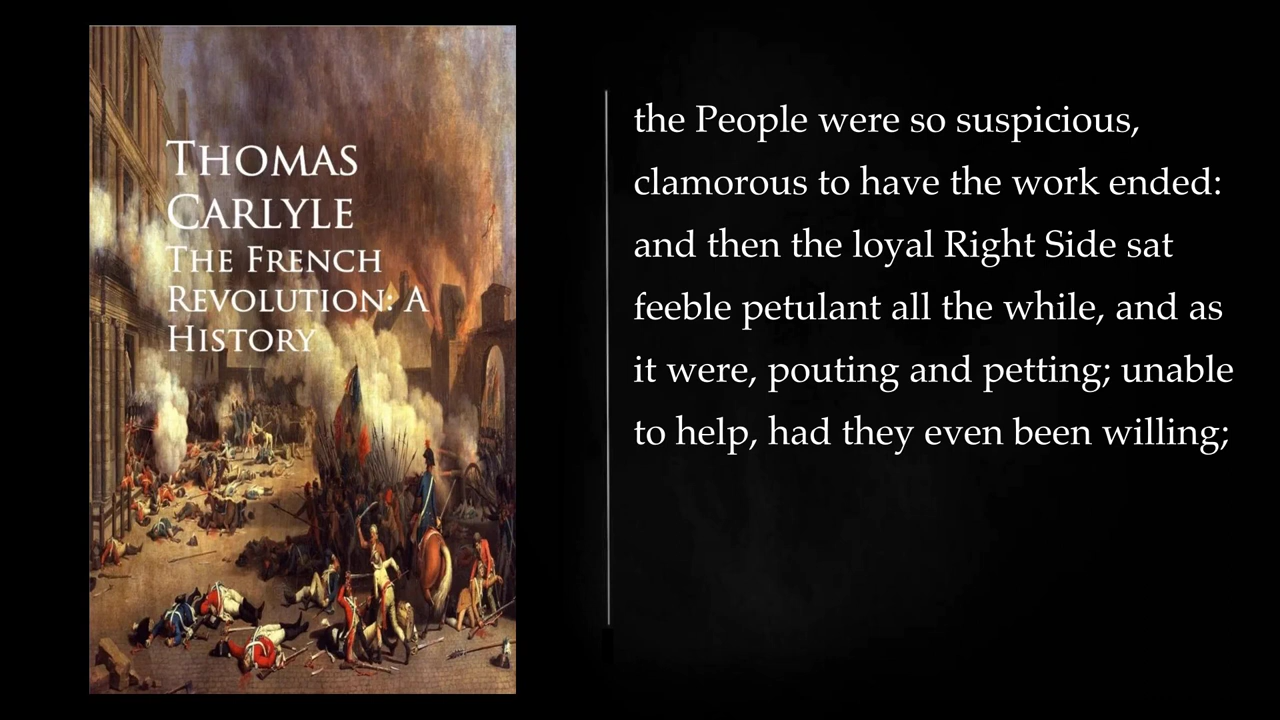 THOMAS
CARLYLE
THE FRENCH
REVOLUTION: A
HISTORY
the People were so suspicious,
clamorous to have the work ended:
and then the loyal Right Side sat
feeble petulant all the while, and as
it were, pouting and petting; unable
to help, had they even been willing;